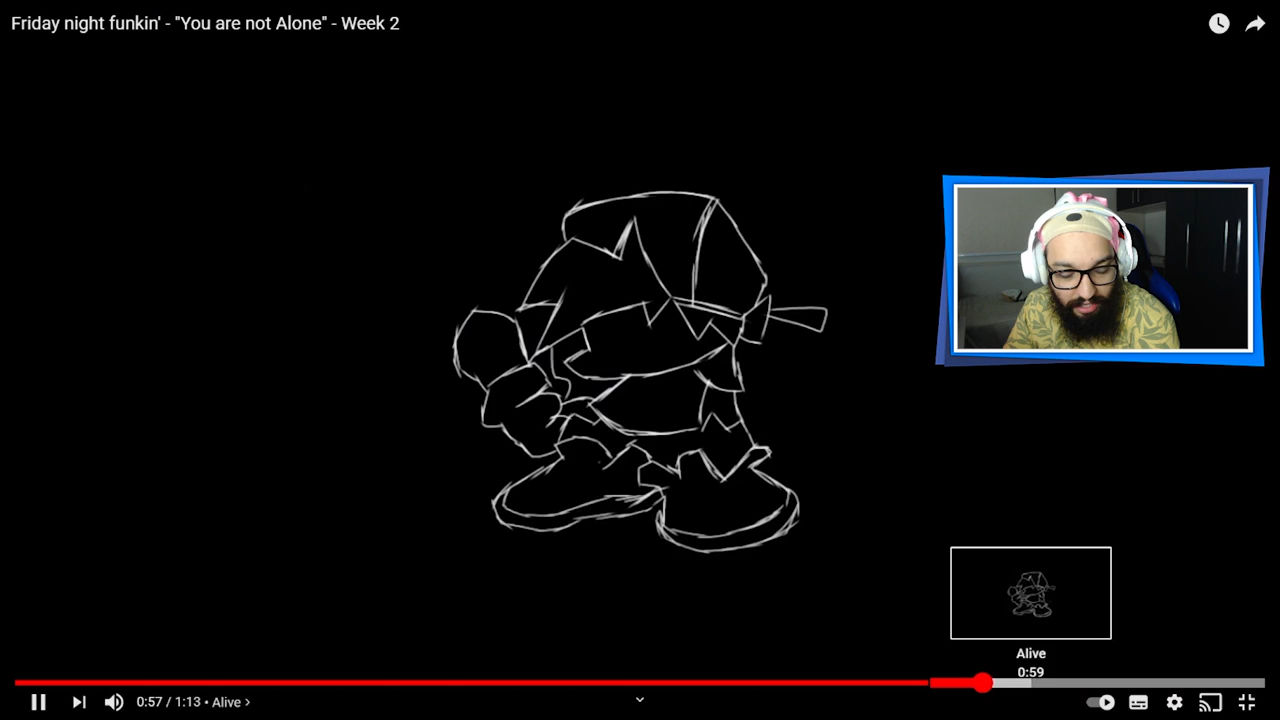 Friday night funkin' - "You are not Alone" - Week 2
Alive
0:59
0:57 / 1:13 • Alive >